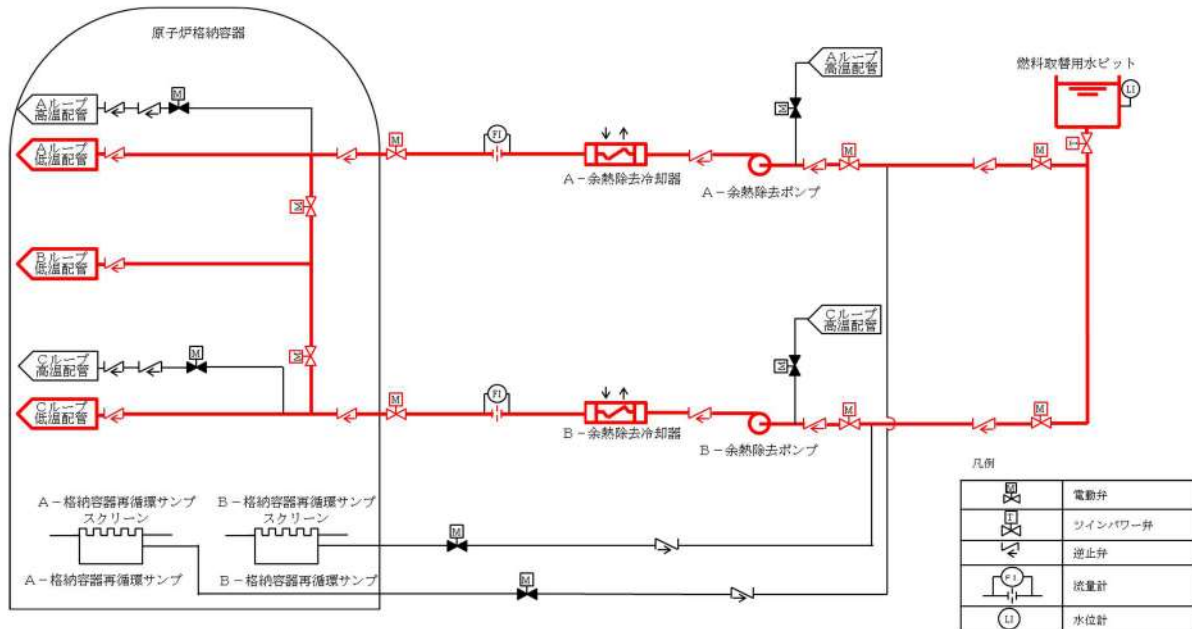 原子炉格納容器
Aループ
高温配管
燃料取替用水ピット
LI
M
Aループ
高温配管
M
Aループ
低温配管
M
FI
M
M
A-余熱除去冷却器
A-余熱除去ポンプ
T
M
Bループ
低温配管
Cループ
高温配管
M
Cループ
高温配管
M
M
M
Cループ
低温配管
M
FI
M
M
B-余熱除去冷却器
B-余熱除去ポンプ
凡例
M
電動弁
T
ツインパワー弁
逆止弁
FI
流量計
LI
水位計
A-格納容器再循環サンプ
スクリーン
B-格納容器再循環サンプ
スクリーン
M
A-格納容器再循環サンプ
B-格納容器再循環サンプ
M